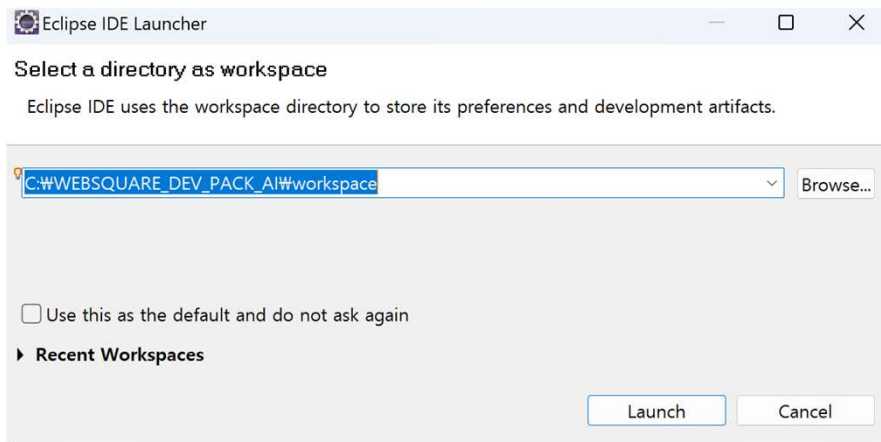 Eclipse IDE Launcher
Select a directory as workspace
Eclipse IDE uses the workspace directory to store its preferences and development artifacts.
C:₩WEBSQUARE_DEV_PACK_AI₩workspace
Browse...
Use this as the default and do not ask again
Recent Workspaces
Launch
Cancel